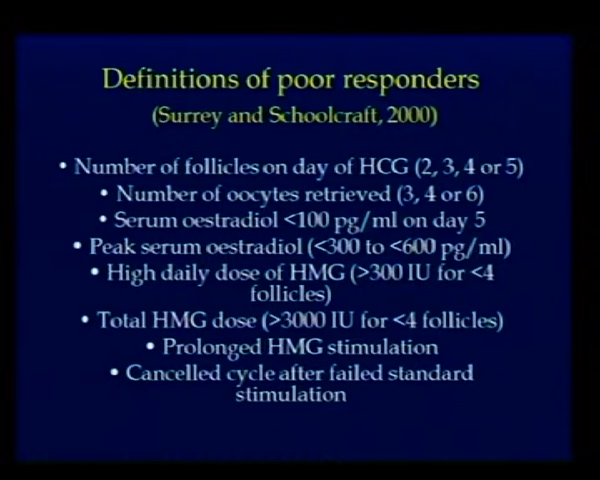 Definitions of poor responders
(Surrey and Schoolcraft, 2000)
• Number of follicles on day of HCG (2, 3, 4 or 5)
• Number of oocytes retrieved (3, 4 or 6)
• Serum oestradiol <100 pg/ml on day 5
• Peak serum oestradiol (<300 to <600 pg/ml)
• High daily dose of HMG (>300 IU for <4
follicles)
• Total HMG dose (>3000 IU for <4 follicles)
• Prolonged HMG stimulation
• Cancelled cycle after failed standard
stimulation